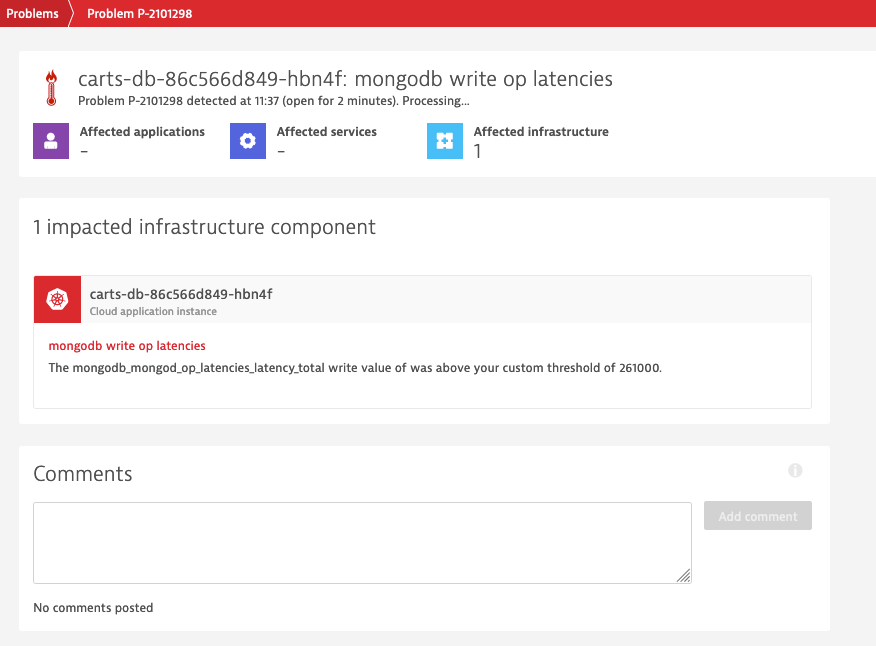 Problems
Problem P-2101298
carts-db-86c566d849-hbn4f: mongodb write op latencies
Problem P-2101298 detected at 11:37 (open for 2 minutes). Processing...
Affected applications
–
Affected services
–
Affected infrastructure
1
1 impacted infrastructure component
carts-db-86c566d849-hbn4f
Cloud application instance
mongodb write op latencies
The mongodb_mongod_op_latencies_latency_total write value of was above your custom threshold of 261000.
Comments
Add comment
No comments posted